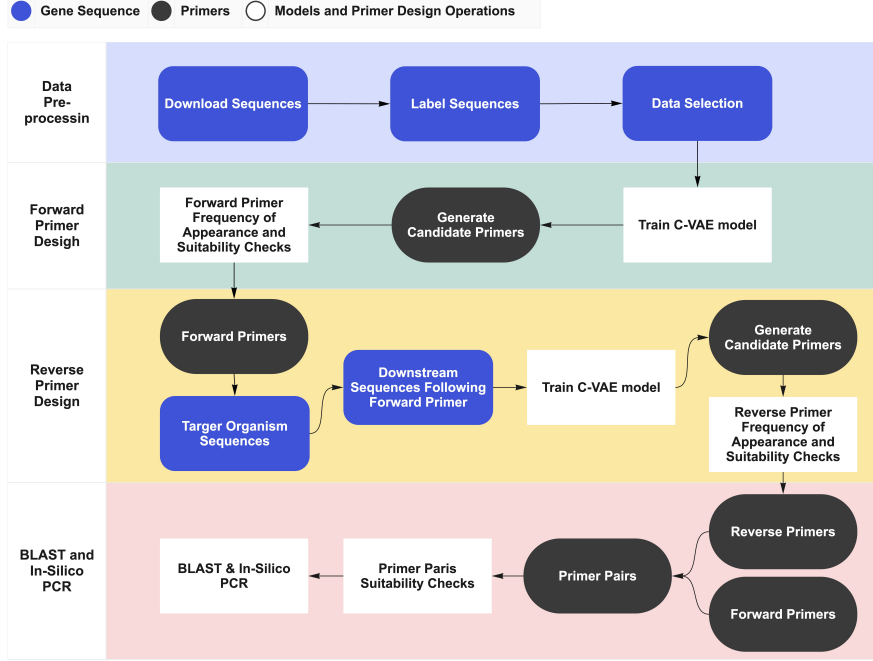 Gene Sequence
Primers
Models and Primer Design Operations
Data
Pre-
processin
Download Sequences
Label Sequences
Data Selection
Forward
Primer
Desigh
Forward Primer
Frequency of
Appearance and
Suitability Checks
Generate
Candidate Primers
Train C-VAE model
Reverse
Primer
Design
Forward Primers
Targer Organism
Sequences
Downstream
Sequences Following
Forward Primer
Train C-VAE model
Generate
Candidate Primers
Reverse Primer
Frequency of
Appearance and
Suitability Checks
BLAST and
In-Silico
PCR
BLAST & In-Silico
PCR
Primer Paris
Suitability Checks
Primer Pairs
Reverse Primers
Forward Primers